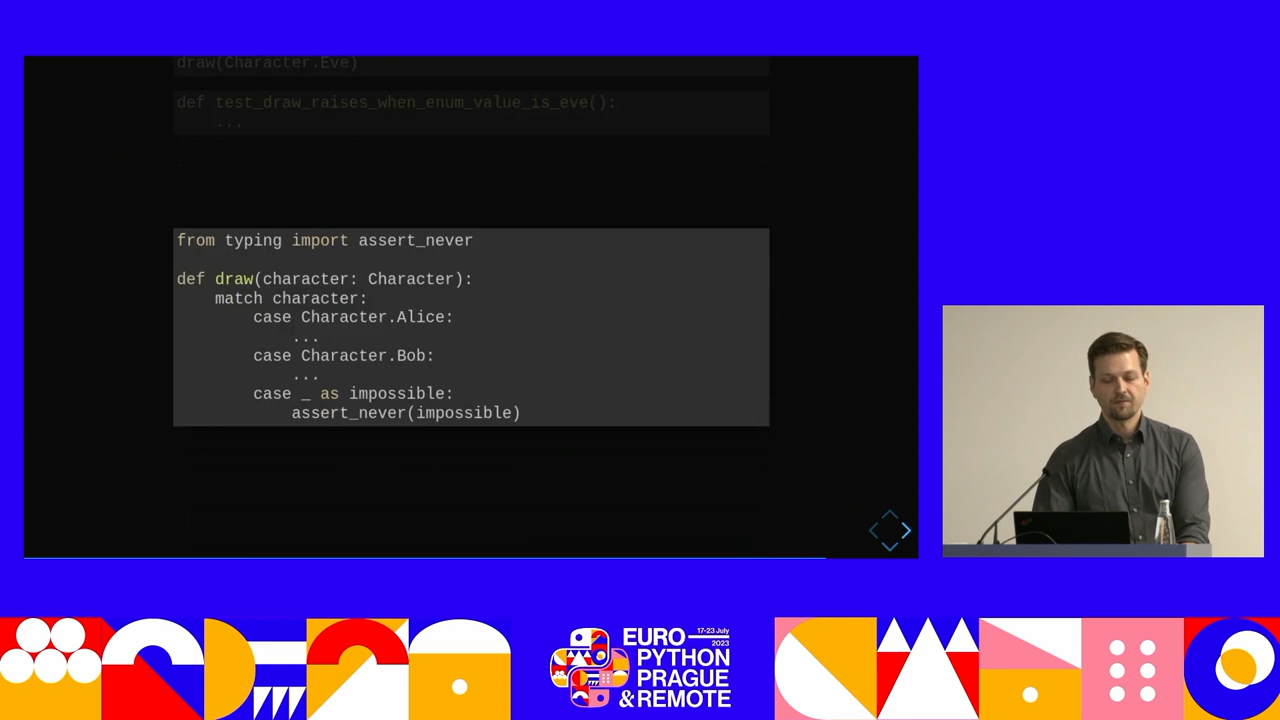 draw(Character.Eve)
def test_draw_raises_when_enum_value_is_eve():
    ...
from typing import assert_never
def draw(character: Character):
    match character:
        case Character.Alice:
            ...
        case Character.Bob:
            ...
        case _ as impossible:
            assert_never(impossible)
EURO 17-23 July 2023
PYTHON
PRAGUE
& REMOTE